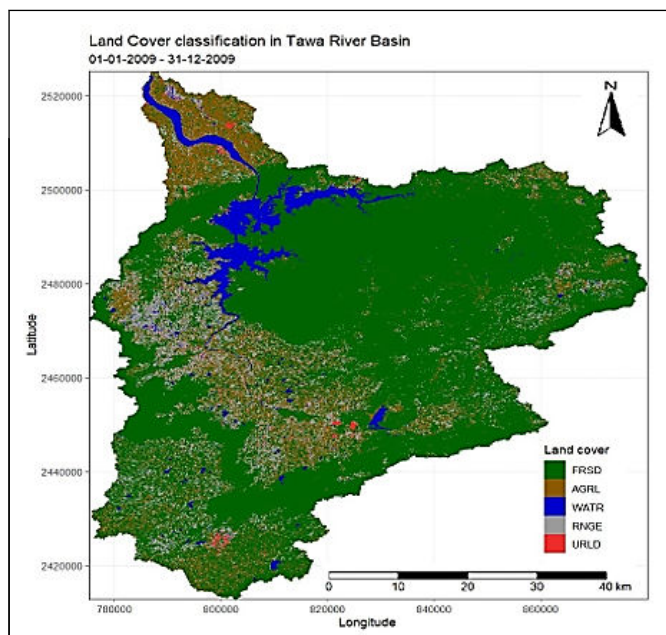 Land Cover classification in Tawa River Basin
01-01-2009 - 31-12-2009
N
2520000
2500000
2480000
2460000
2440000
2420000
Latitude
Land cover
FRSD
AGRL
WATR
RNGE
URLD
0 10 20 30 40 km
780000 800000 820000 840000 860000
Longitude